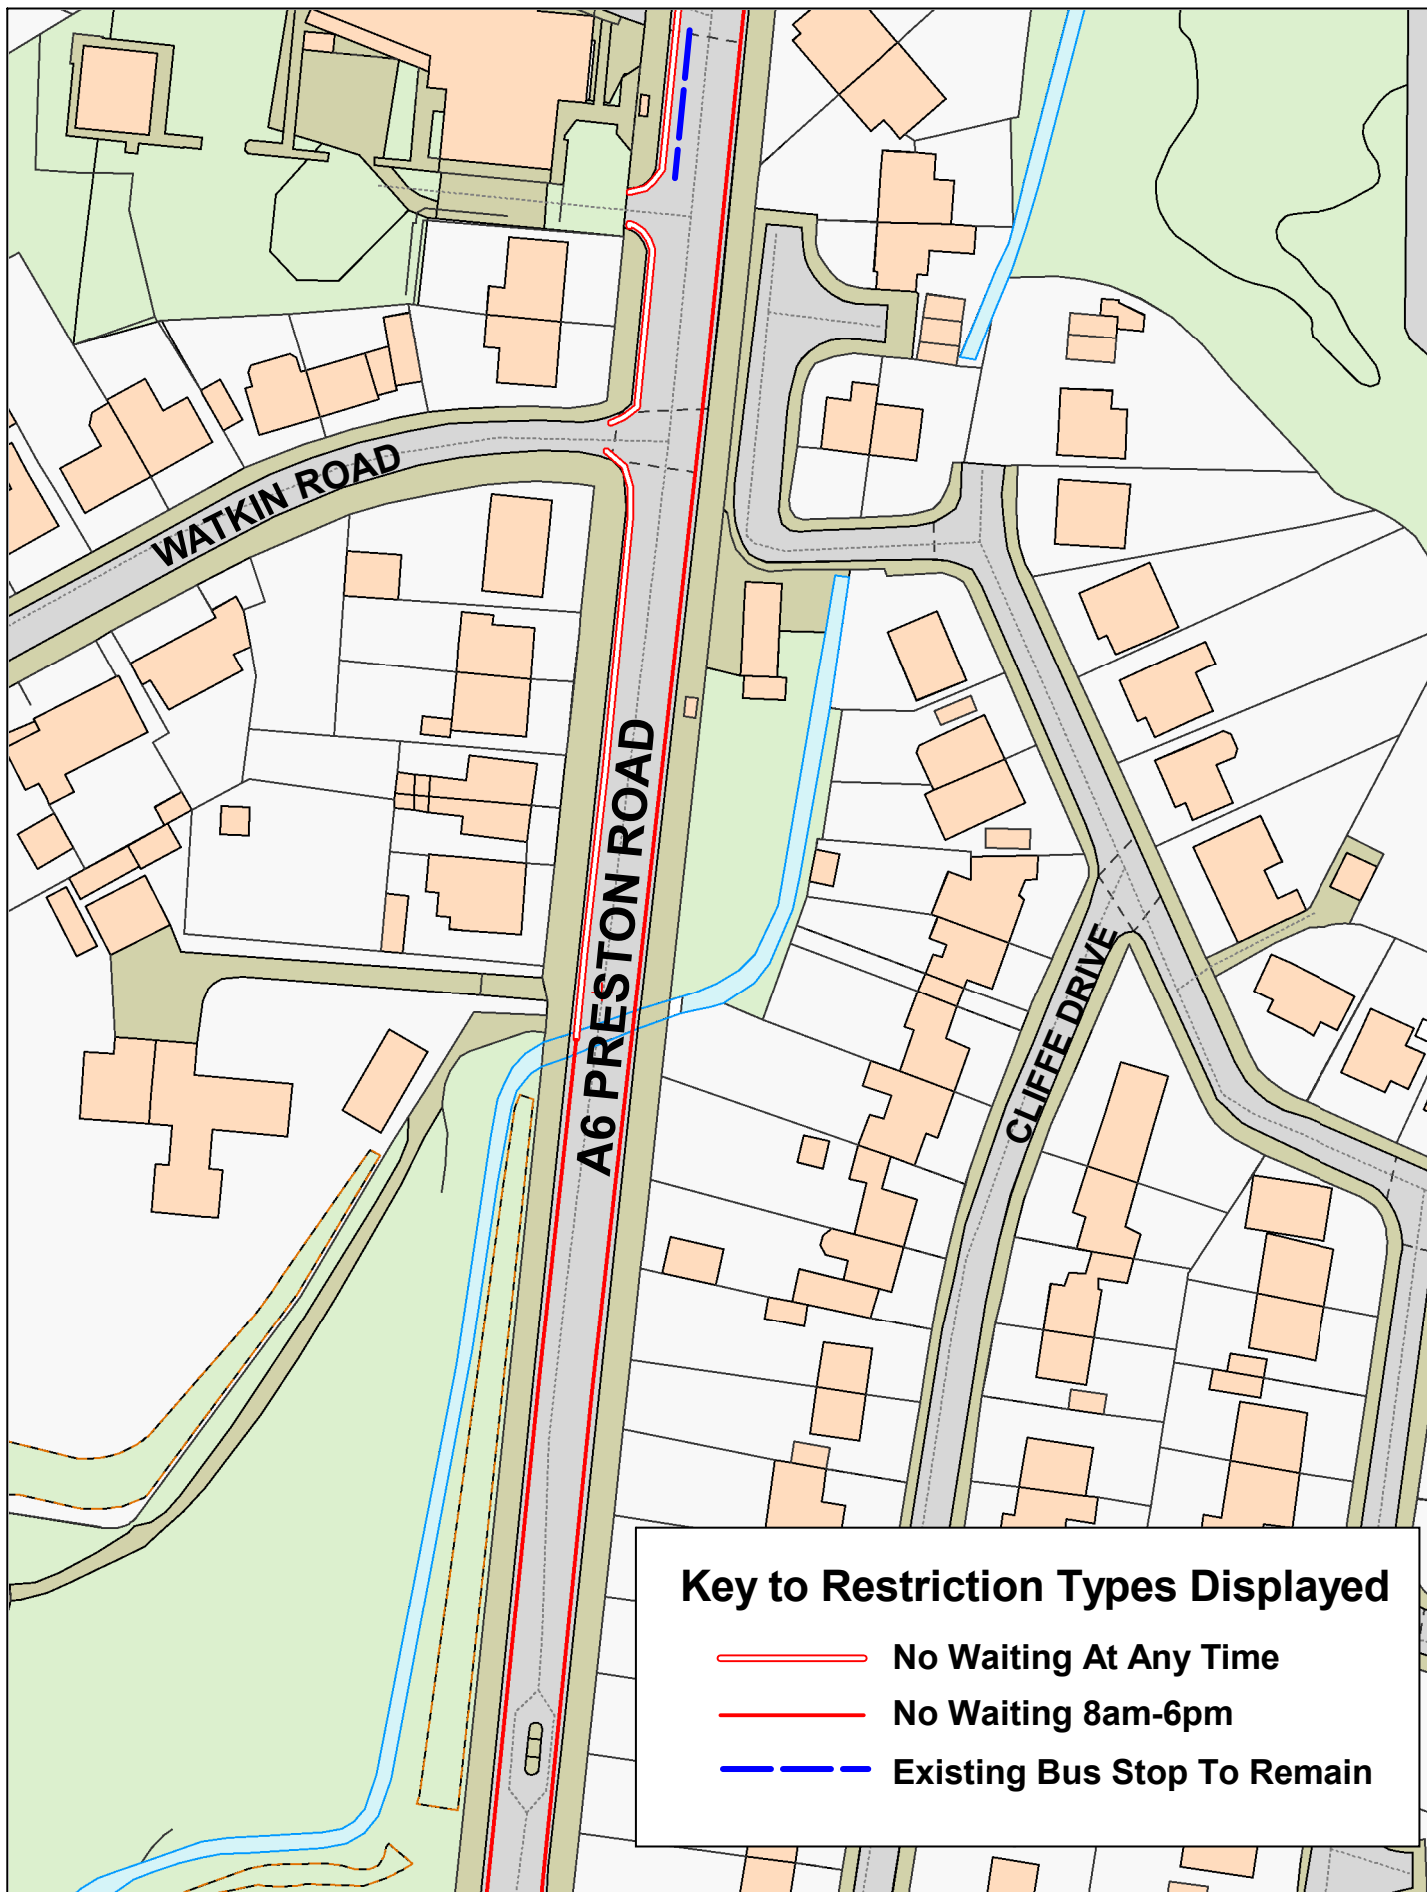 WATKIN ROAD
A6 PRESTON ROAD
CLIFFE DRIVE
Key to Restriction Types Displayed
No Waiting At Any Time
No Waiting 8am-6pm
Existing Bus Stop To Remain